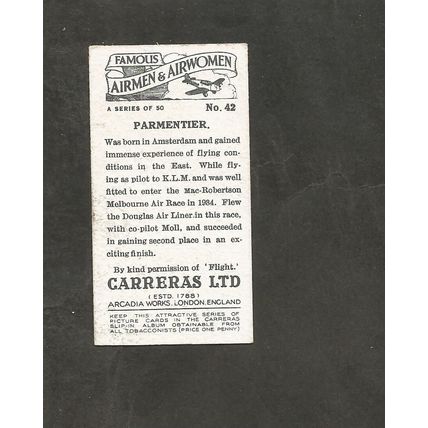 FAMOUS
AIRMEN & AIRWOMEN
A SERIES OF 50 No. 42
PARMENTIER.
Was born in Amsterdam and gained
immense experience of flying con-
ditions in the East. While fly-
ing as pilot to K.L.M. and was well
fitted to enter the Mac-Robertson
Melbourne Air Race in 1934. Flew
the Douglas Air Liner in this race,
with co-pilot Moll, and succeeded
in gaining second place in an ex-
citing finish.
By kind permission of 'Flight.'
CARRERAS LTD
(ESTD. 1788)
ARCADIA WORKS, LONDON, ENGLAND
KEEP THIS ATTRACTIVE SERIES OF
PICTURE CARDS IN THE CARRERAS
SLIP-IN ALBUM OBTAINABLE FROM
ALL TOBACCONISTS (PRICE ONE PENNY)